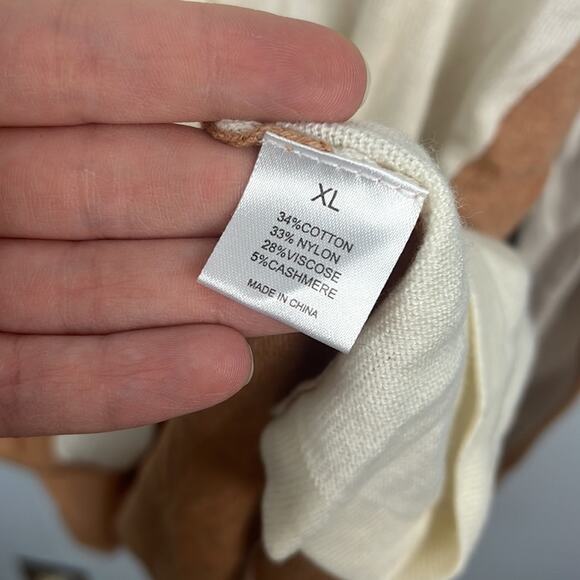 XL
34%COTTON
33% NYLON
28%VISCOSE
5%CASHMERE
MADE IN CHINA